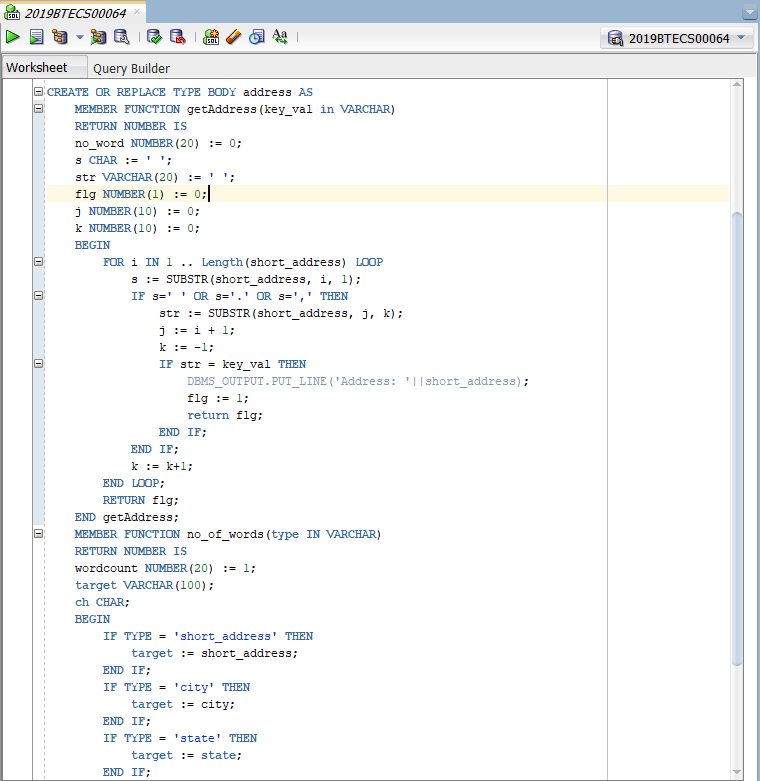 2019BTECS00064
2019BTECS00064
Worksheet Query Builder
CREATE OR REPLACE TYPE BODY address AS
MEMBER FUNCTION getAddress(key_val in VARCHAR)
RETURN NUMBER IS
no_word NUMBER(20) := 0;
s CHAR := ' ';
str VARCHAR(20) := ' ';
flg NUMBER(1) := 0;
j NUMBER(10) := 0;
k NUMBER(10) := 0;
BEGIN
FOR i IN 1 .. Length(short_address) LOOP
s := SUBSTR(short_address, i, 1);
IF s=' ' OR s='.' OR s=',' THEN
str := SUBSTR(short_address, j, k);
j := i + 1;
k := -1;
IF str = key_val THEN
DBMS_OUTPUT.PUT_LINE('Address: '||short_address);
flg := 1;
return flg;
END IF;
END IF;
k := k+1;
END LOOP;
RETURN flg;
END getAddress;
MEMBER FUNCTION no_of_words(type IN VARCHAR)
RETURN NUMBER IS
wordcount NUMBER(20) := 1;
target VARCHAR(100);
ch CHAR;
BEGIN
IF TYPE = 'short_address' THEN
target := short_address;
END IF;
IF TYPE = 'city' THEN
target := city;
END IF;
IF TYPE = 'state' THEN
target := state;
END IF;